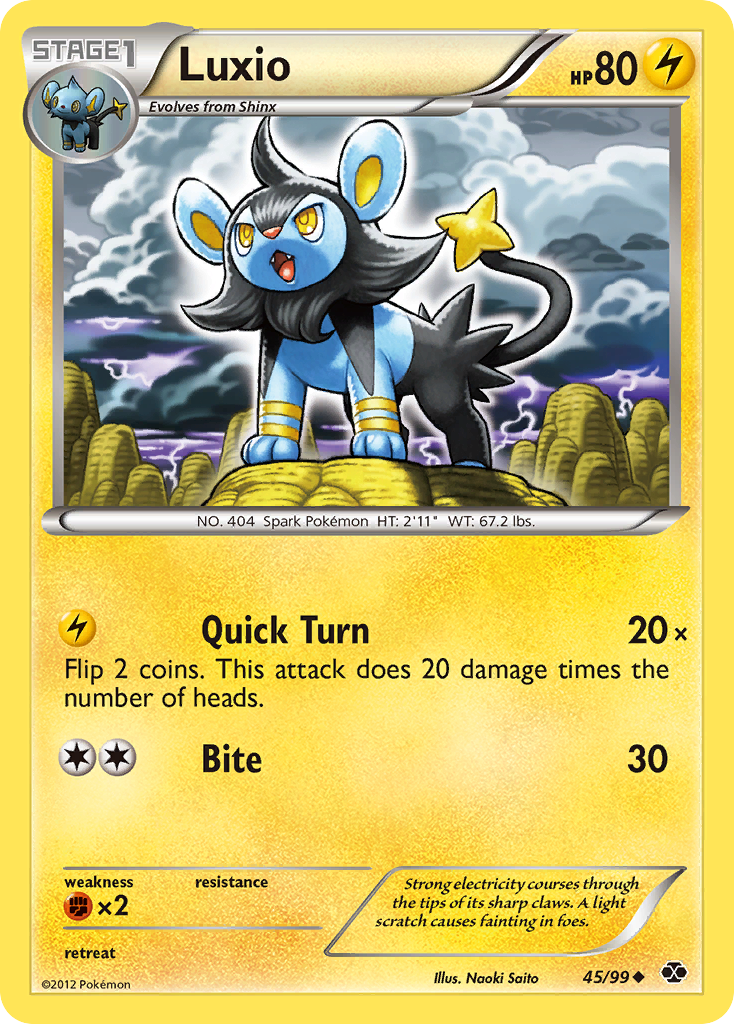 STAGE1
Luxio
HP80
Evolves from Shinx
NO. 404 Spark Pokémon HT: 2'11" WT: 67.2 lbs.
Quick Turn 20×
Flip 2 coins. This attack does 20 damage times the
number of heads.
Bite 30
weakness resistance
×2
retreat
Strong electricity courses through
the tips of its sharp claws. A light
scratch causes fainting in foes.
©2012 Pokémon
Illus. Naoki Saito
45/99